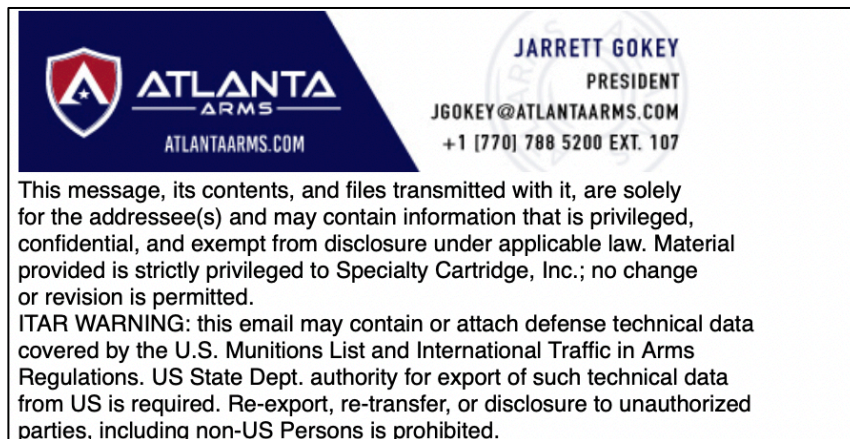 ATLANTA
ARMS
ATLANTAARMS.COM
JARRETT GOKEY
PRESIDENT
JGOKEY@ATLANTAARMS.COM
+1 [770] 788 5200 EXT. 107
This message, its contents, and files transmitted with it, are solely
for the addressee(s) and may contain information that is privileged,
confidential, and exempt from disclosure under applicable law. Material
provided is strictly privileged to Specialty Cartridge, Inc.; no change
or revision is permitted.
ITAR WARNING: this email may contain or attach defense technical data
covered by the U.S. Munitions List and International Traffic in Arms
Regulations. US State Dept. authority for export of such technical data
from US is required. Re-export, re-transfer, or disclosure to unauthorized
parties, including non-US Persons is prohibited.